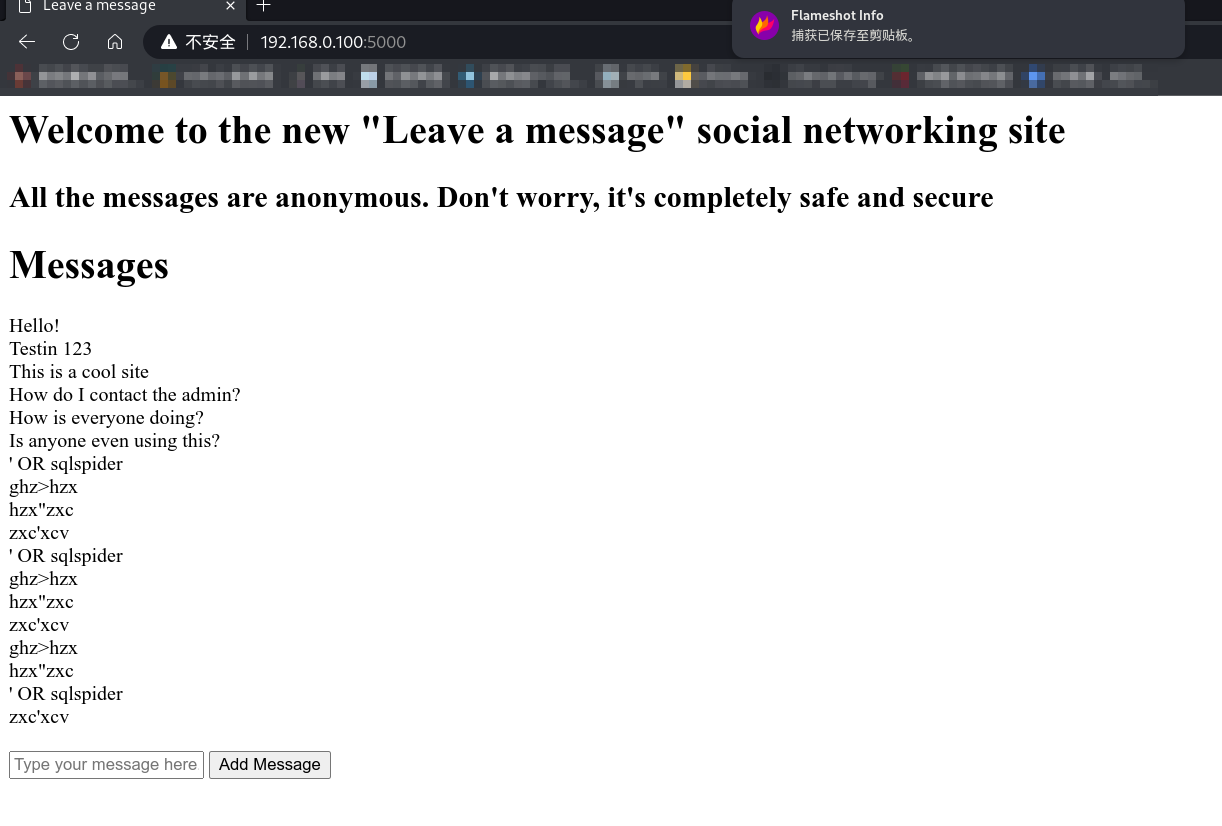 Leave a message
Flameshot Info
捕获已保存至剪贴板。
不安全
192.168.0.100:5000
Welcome to the new "Leave a message" social networking site
All the messages are anonymous. Don't worry, it's completely safe and secure
Messages
Hello!
Testin 123
This is a cool site
How do I contact the admin?
How is everyone doing?
Is anyone even using this?
' OR sqlspider
ghz>hzx
hzx"zxc
zxc'xcv
' OR sqlspider
ghz>hzx
hzx"zxc
zxc'xcv
ghz>hzx
hzx"zxc
' OR sqlspider
zxc'xcv
Type your message here
Add Message